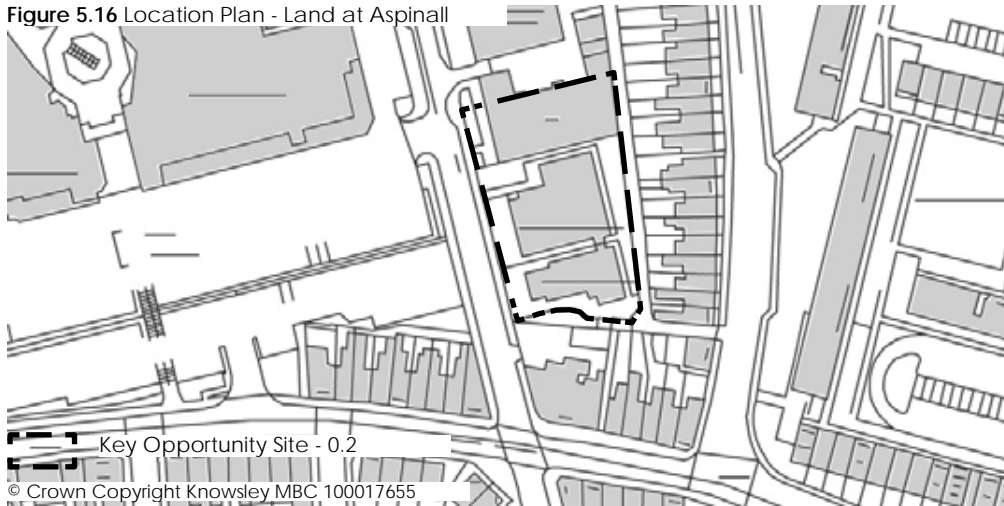 Figure 5.16 Location Plan - Land at Aspinall
Key Opportunity Site - 0.2
© Crown Copyright Knowsley MBC 100017655